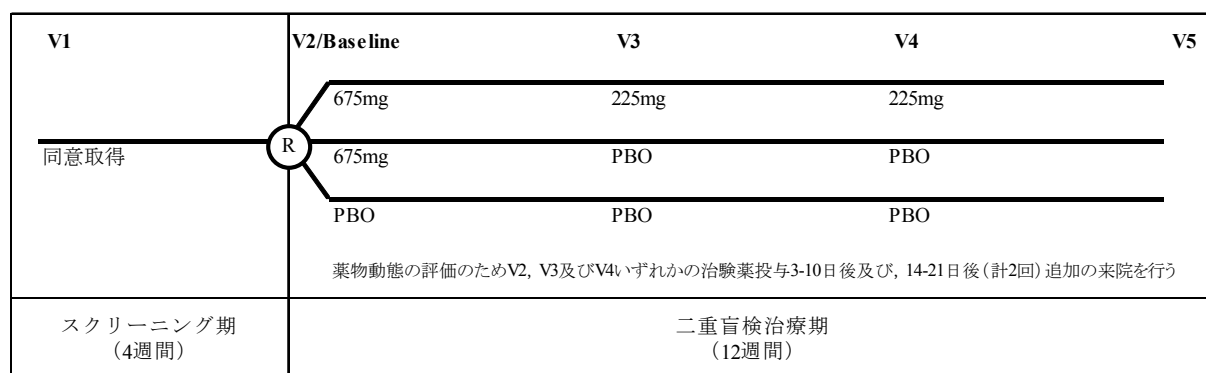 V1 V2/Baseline V3 V4 V5
675mg 225mg 225mg
R
同意取得 675mg PBO PBO
PBO PBO PBO
薬物動態の評価のためV2, V3及びV4いずれかの治験薬投与3-10日後及び, 14-21日後(計2回)追加の来院を行う
スクリーニング期
(4週間)
二重盲検治療期
(12週間)